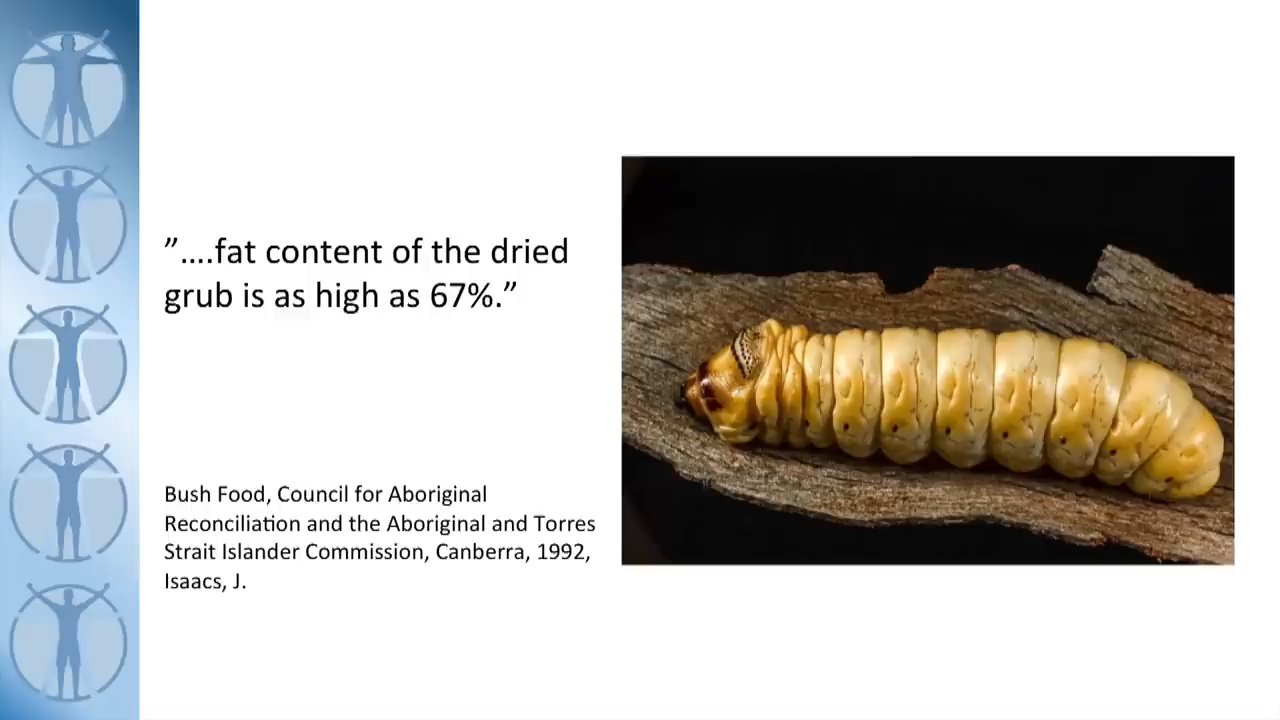 ”….fat content of the dried
grub is as high as 67%.”
Bush Food, Council for Aboriginal
Reconciliation and the Aboriginal and Torres
Strait Islander Commission, Canberra, 1992,
Isaacs, J.